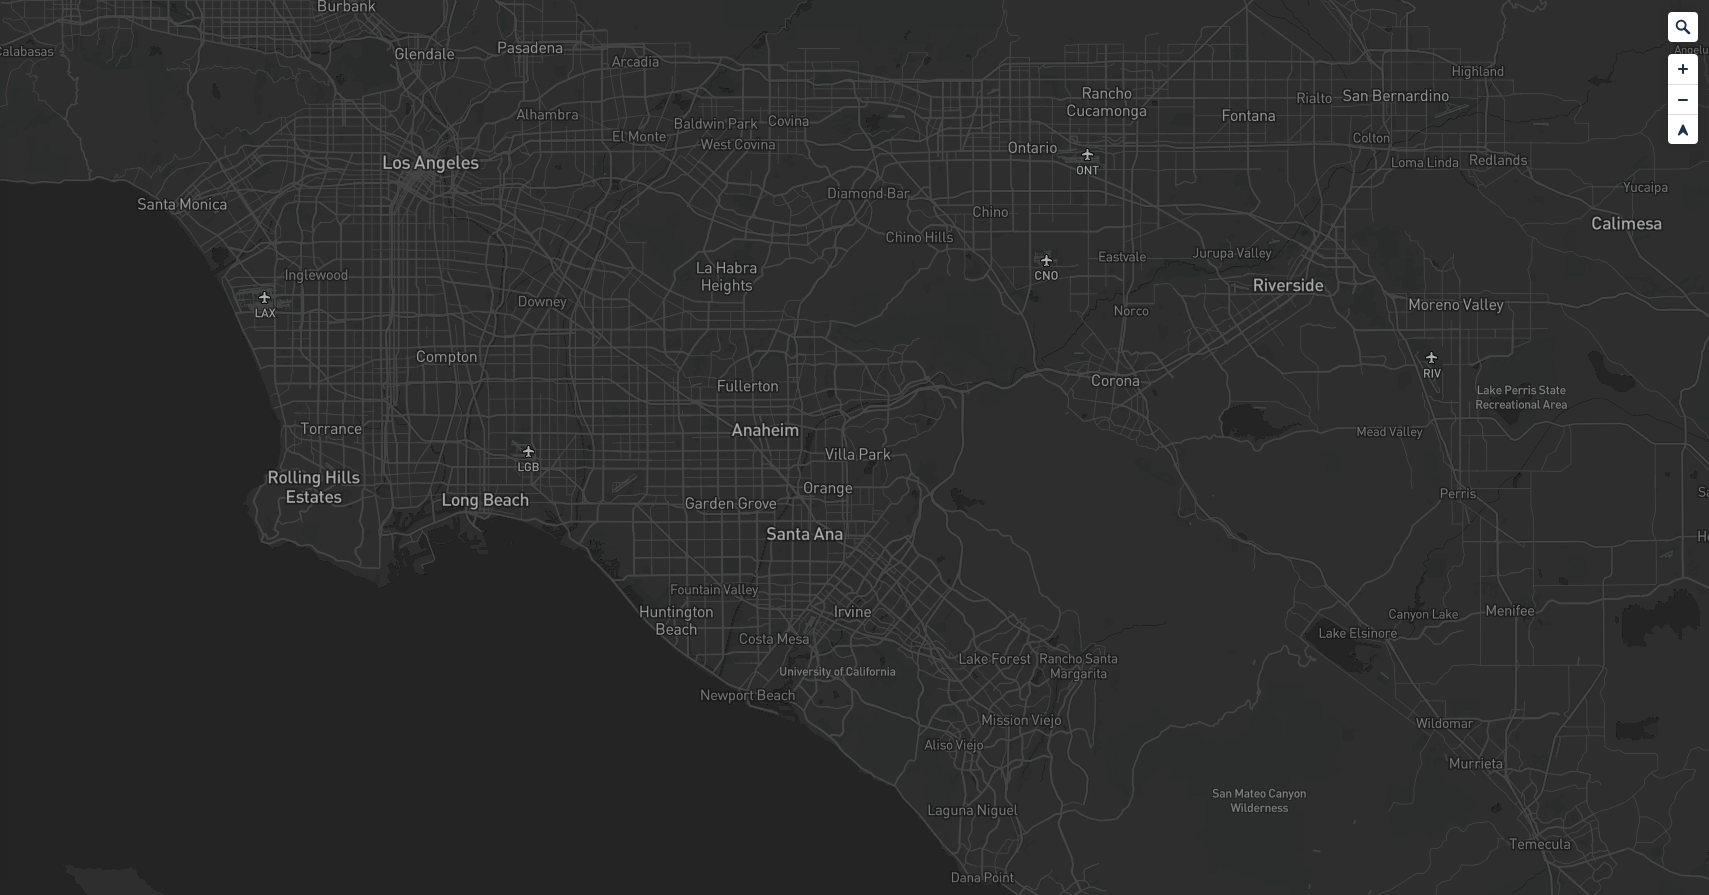 Burbank
Calabasas
Glendale
Pasadena
Arcadia
Highland
Rancho
Cucamonga
Rialto
San Bernardino
Fontana
Alhambra
Baldwin Park
Covina
El Monte
West Covina
Colton
Ontario
ONT
Los Angeles
Loma Linda
Redlands
Yucaipa
Diamond Bar
Santa Monica
Chino
Calimesa
Chino Hills
Eastvale
Jurupa Valley
La Habra
Heights
CNO
Inglewood
Riverside
LAX
Downey
Norco
Moreno Valley
Compton
RIV
Fullerton
Corona
Lake Perris State
Recreational Area
Torrance
Anaheim
Mead Valley
Villa Park
LGB
Rolling Hills
Estates
Orange
Long Beach
Garden Grove
Perris
Santa Ana
Fountain Valley
Huntington
Beach
Irvine
Canyon Lake
Menifee
Costa Mesa
Lake Elsinore
University of California
Lake Forest
Rancho Santa
Margarita
Newport Beach
Mission Viejo
Wildomar
Aliso Viejo
Murrieta
San Mateo Canyon
Wilderness
Laguna Niguel
Temecula
Dana Point